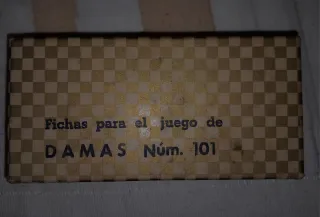 Fichas para el juego de
DAMAS Núm. 101